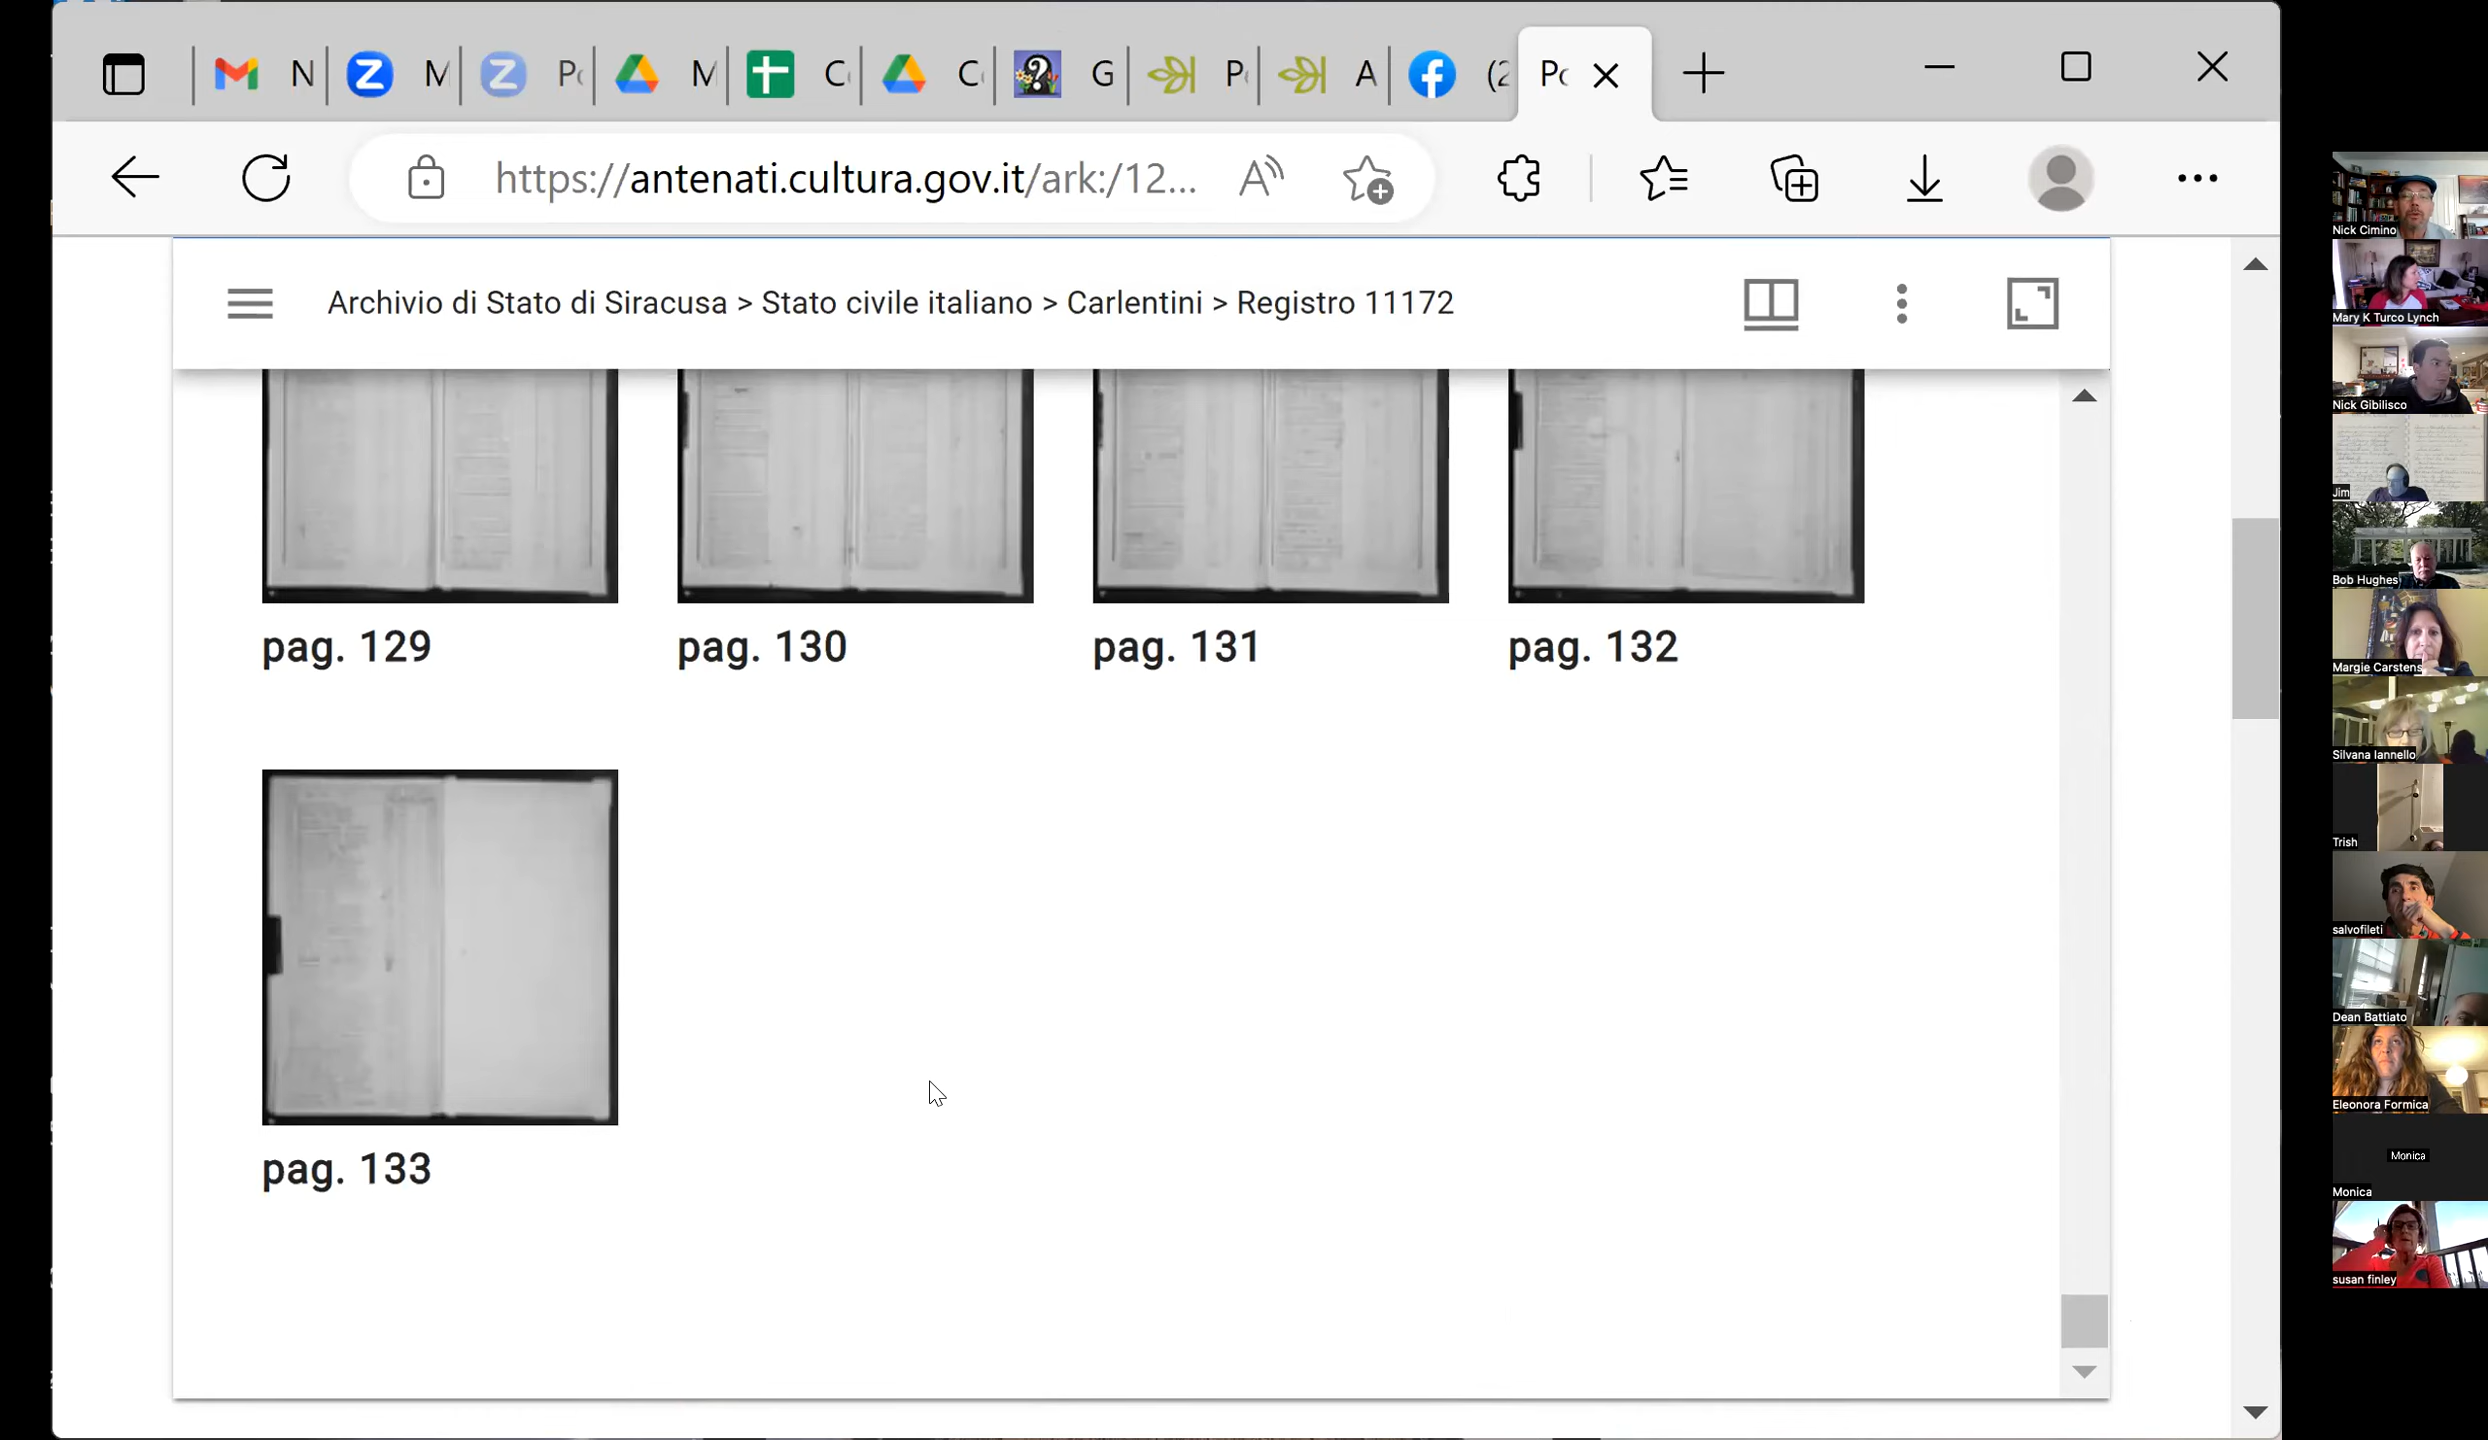 N
M
Pc
M
C
C
G
P
A
(2
Pc
https://antenati.cultura.gov.it/ark:/12...
Archivio di Stato di Siracusa > Stato civile italiano > Carlentini > Registro 11172
pag. 129
pag. 130
pag. 131
pag. 132
pag. 133
Nick Cimino
Mary K Turco Lynch
Nick Gibilisco
Jim
Bob Hughes
Margie Carstens
Silvana Iannello
Trish
salvofileti
Dean Battiato
Eleonora Formica
Monica
Monica
susan finley